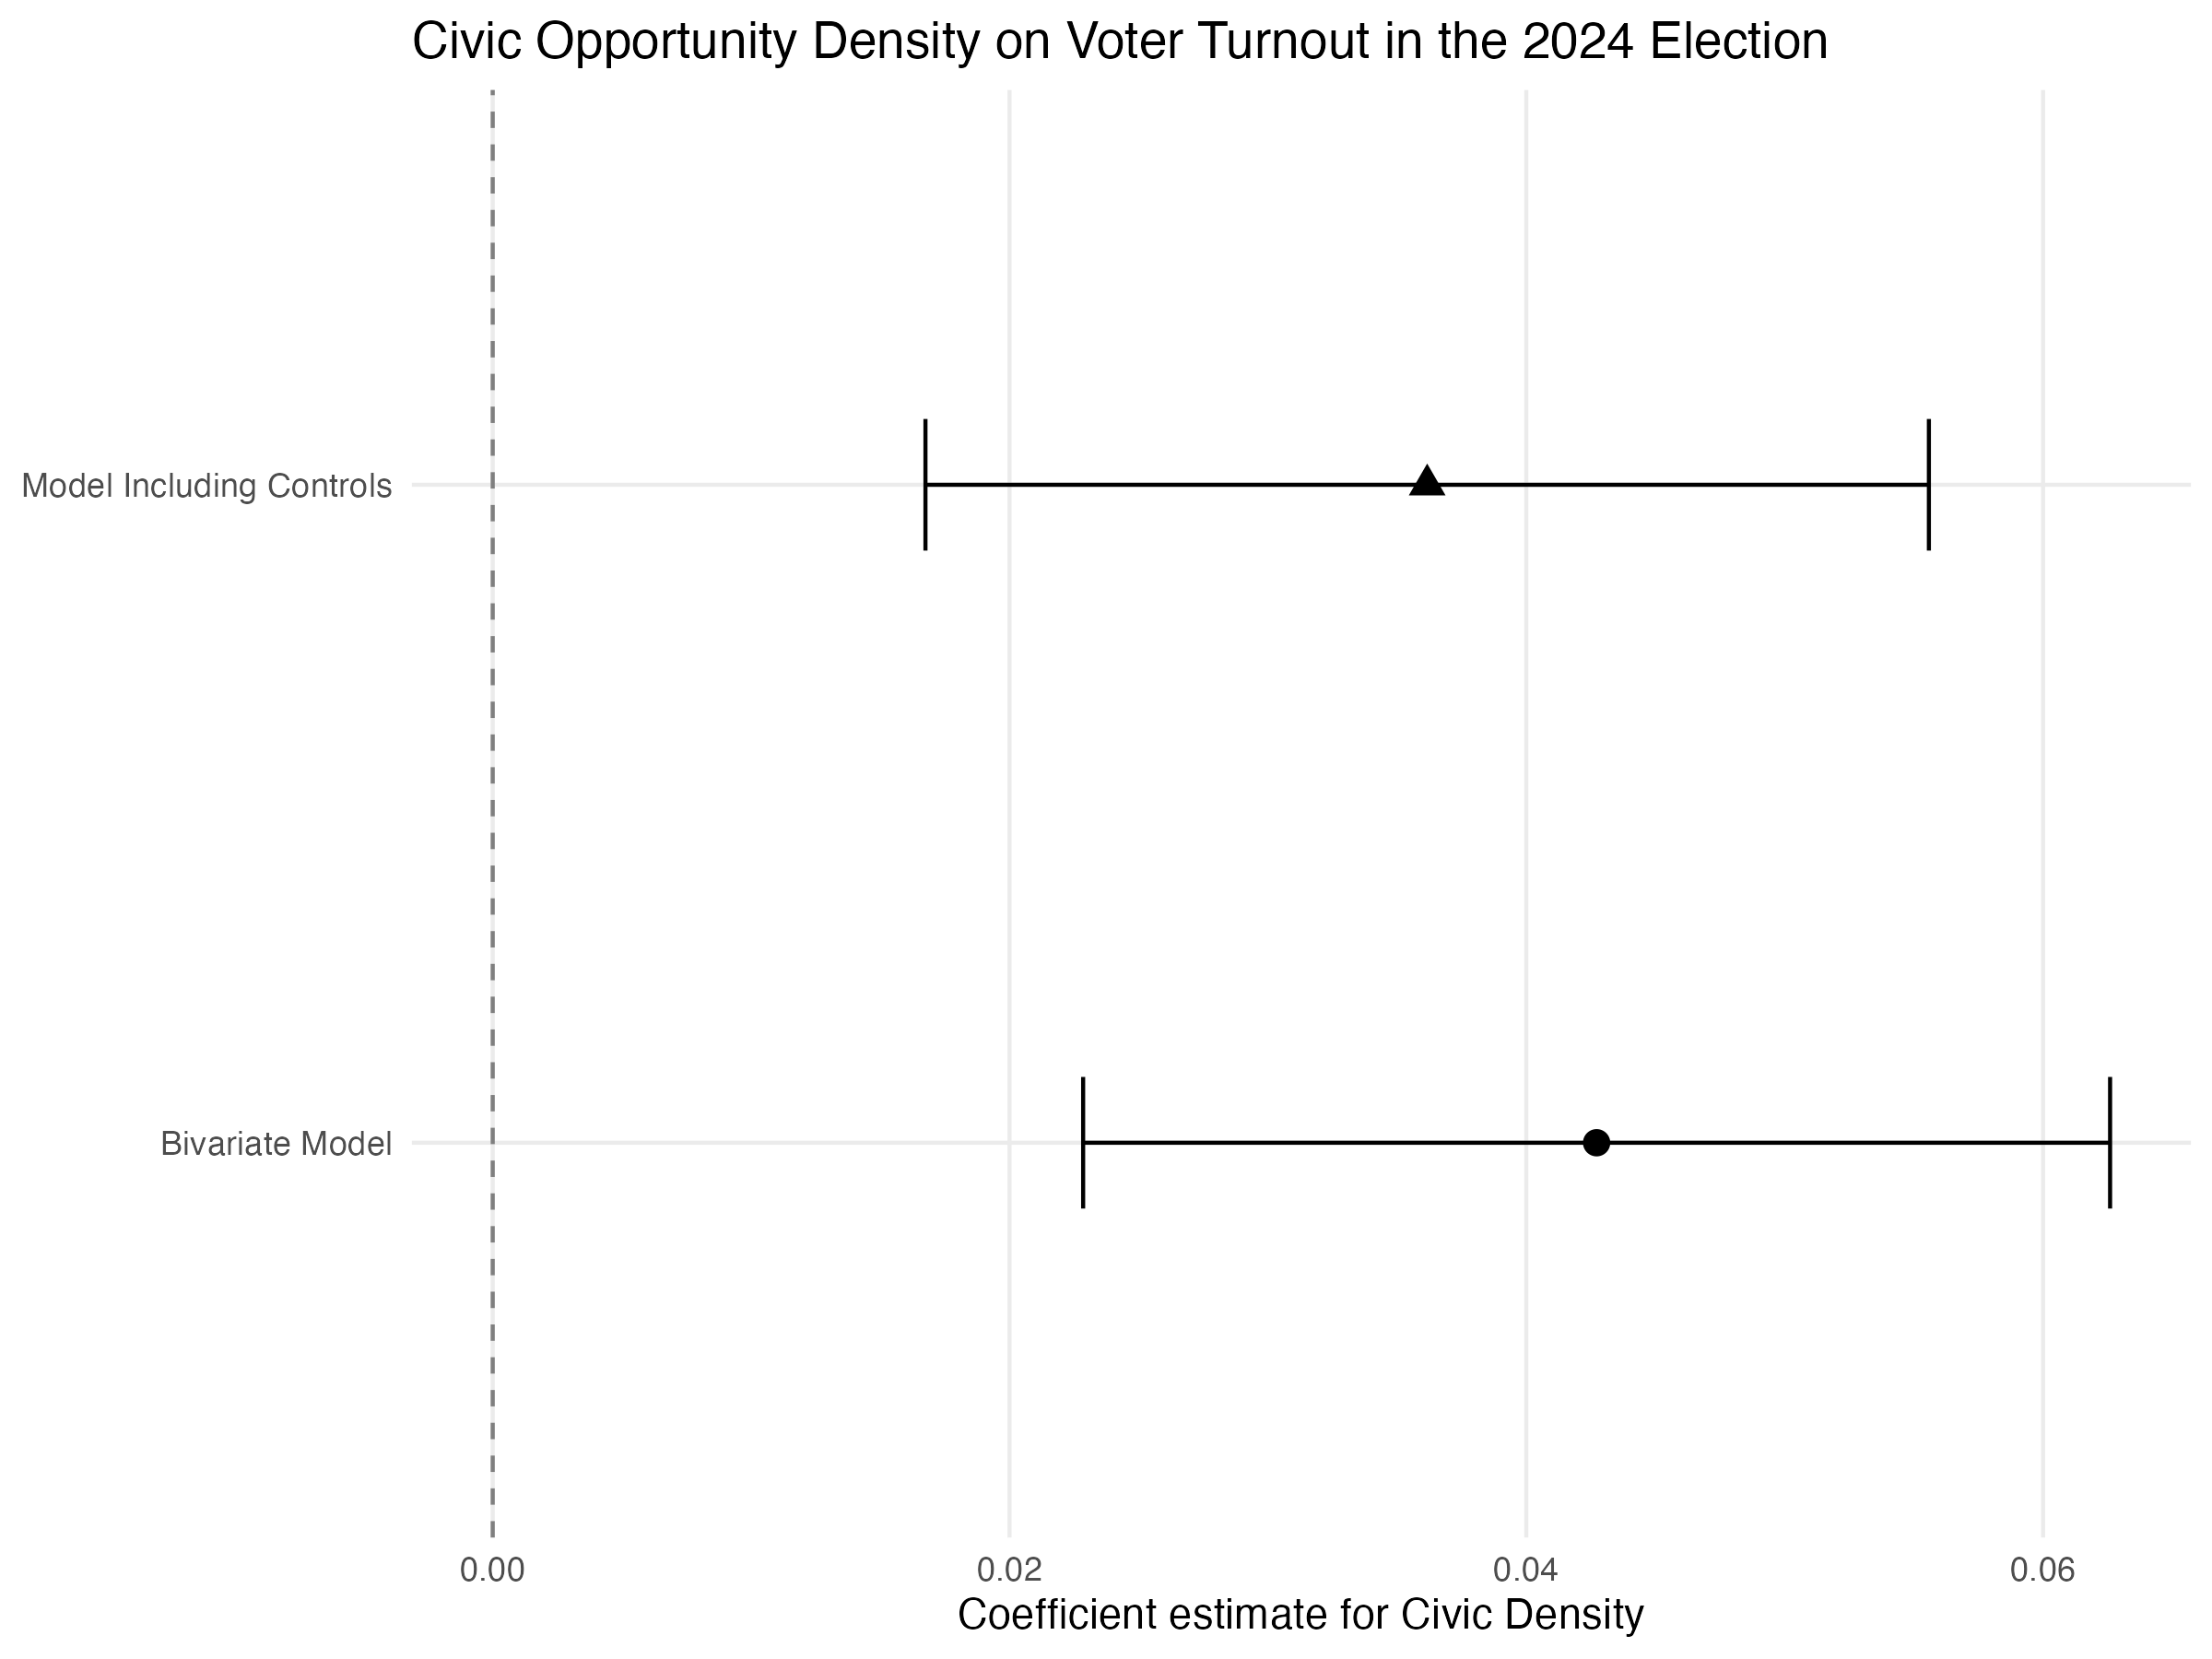 Civic Opportunity Density on Voter Turnout in the 2024 Election
Model Including Controls
Bivariate Model
0.00 0.02 0.04 0.06
Coefficient estimate for Civic Density